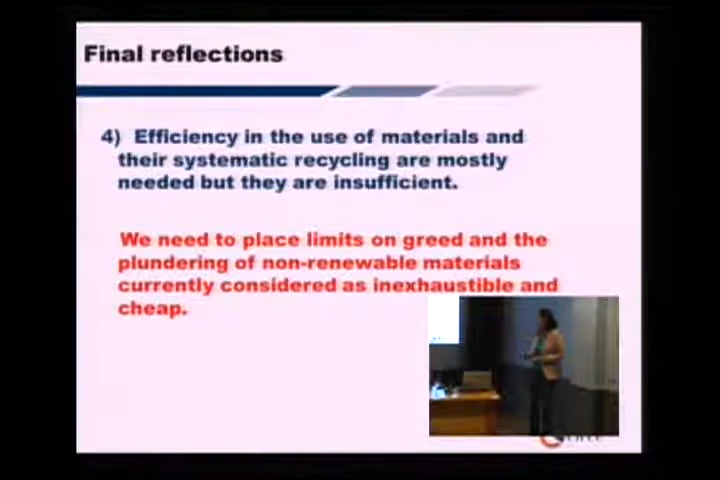 Final reflections
4) Efficiency in the use of materials and
their systematic recycling are mostly
needed but they are insufficient.
We need to place limits on greed and the
plundering of non-renewable materials
currently considered as inexhaustible and
cheap.